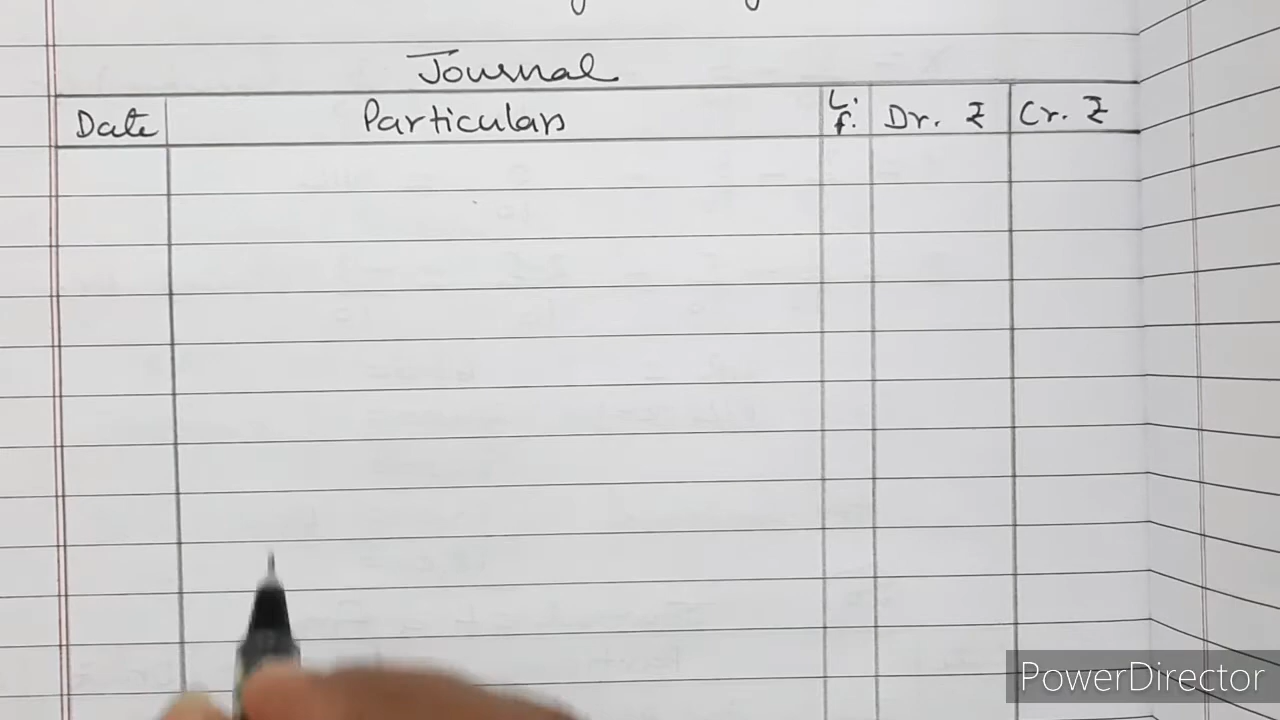 Journal
Date Particulars L.F. Dr. ₹ Cr. ₹
PowerDirector